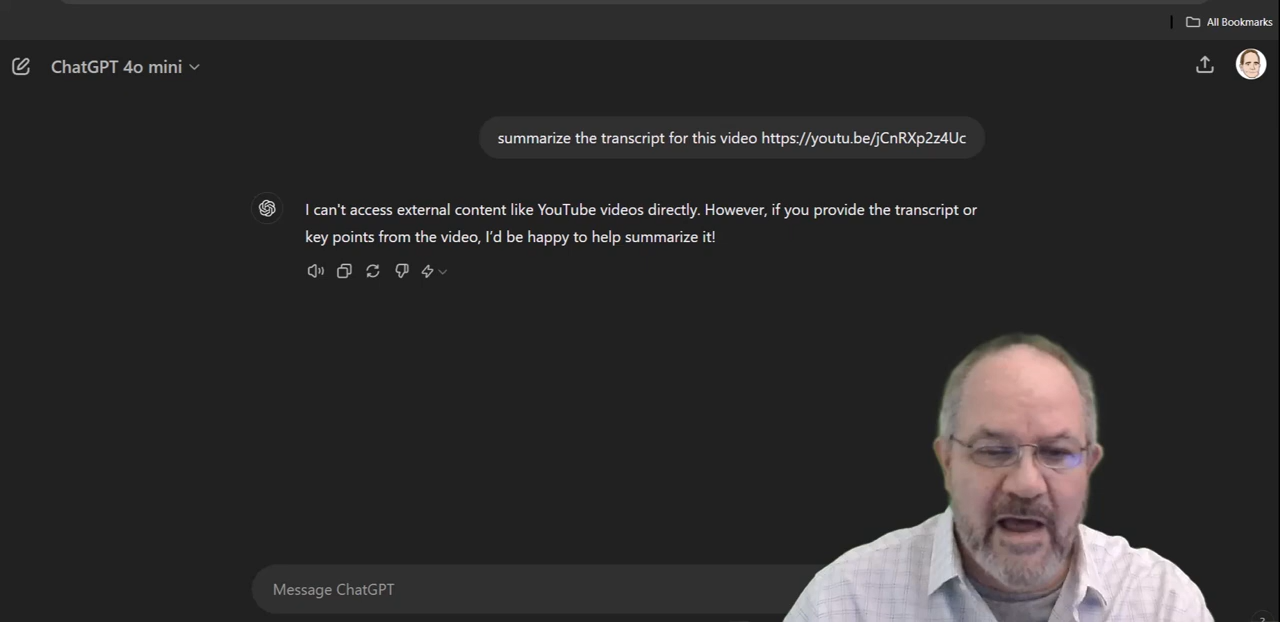 All Bookmarks
ChatGPT 4o mini
summarize the transcript for this video https://youtu.be/jCnRXp2z4Uc
I can't access external content like YouTube videos directly. However, if you provide the transcript or
key points from the video, I'd be happy to help summarize it!
Message ChatGPT